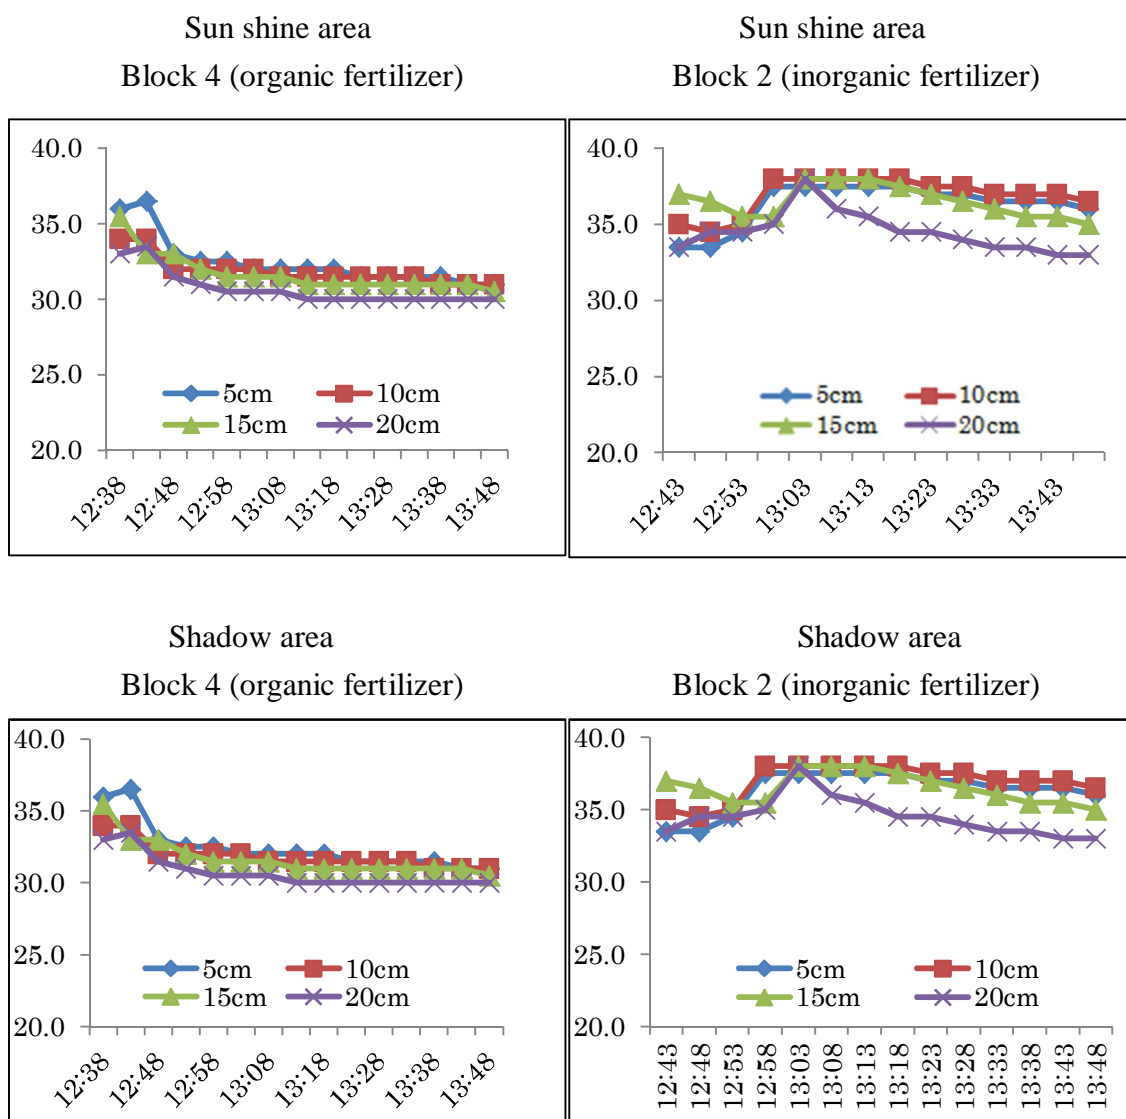 Sun shine area
Block 4 (organic fertilizer)
Sun shine area
Block 2 (inorganic fertilizer)
40.0
35.0
30.0
25.0
20.0
5cm 10cm
15cm 20cm
12:38 12:48 12:58 13:08 13:18 13:28 13:38 13:48
40.0
35.0
30.0
25.0
20.0
5cm 10cm
15cm 20cm
12:43 12:53 13:03 13:13 13:23 13:33 13:43
Shadow area
Block 4 (organic fertilizer)
Shadow area
Block 2 (inorganic fertilizer)
40.0
35.0
30.0
25.0
20.0
5cm 10cm
15cm 20cm
12:38 12:48 12:58 13:08 13:18 13:28 13:38 13:48
40.0
35.0
30.0
25.0
20.0
5cm 10cm
15cm 20cm
12:43 12:48 12:53 12:58 13:03 13:08 13:13 13:18 13:23 13:28 13:33 13:38 13:43 13:48